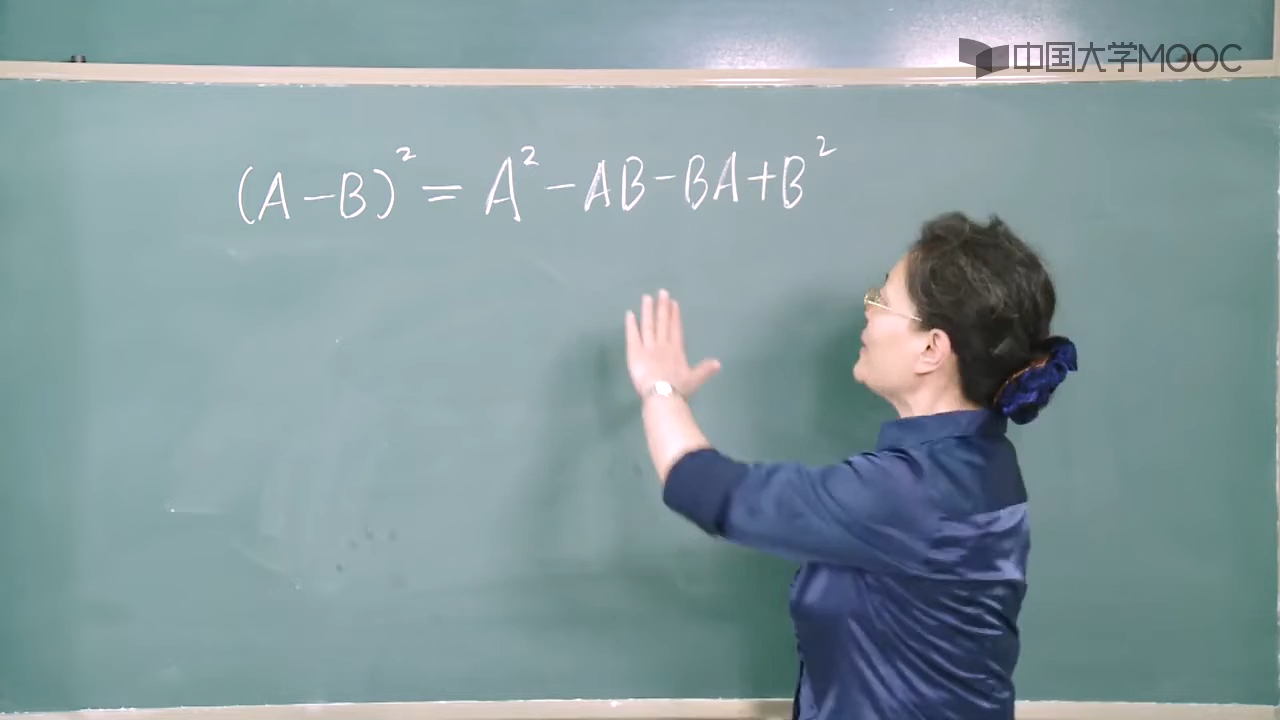 中国大学MOOC
(A-B)² = A² - AB - BA + B²